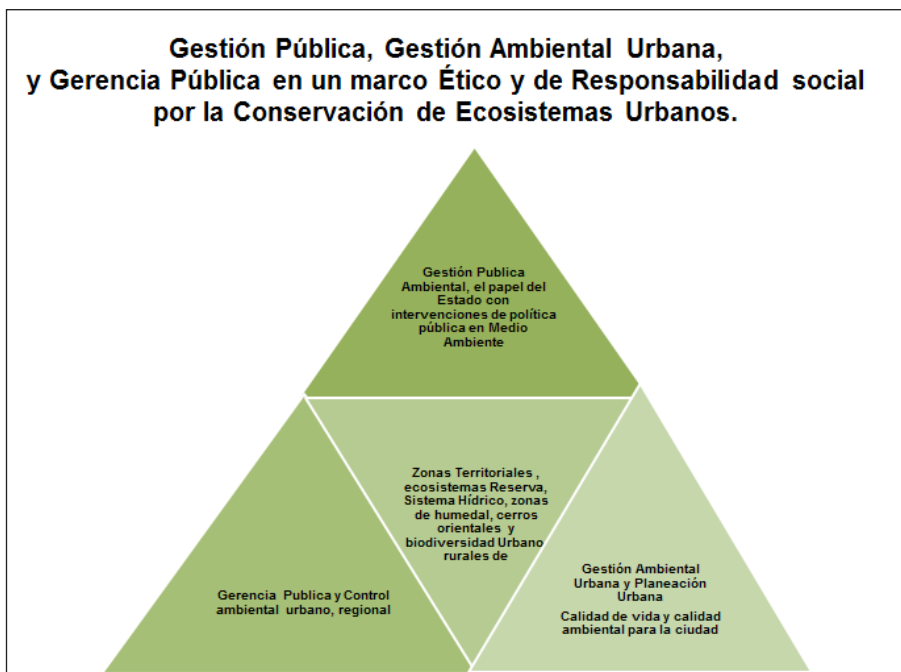 Gestión Pública, Gestión Ambiental Urbana,
y Gerencia Pública en un marco Ético y de Responsabilidad social
por la Conservación de Ecosistemas Urbanos.
Gestión Publica
Ambiental, el papel del
Estado con
intervenciones de política
pública en Medio
Ambiente
Zonas Territoriales ,
ecosistemas Reserva,
Sistema Hídrico, zonas
de humedal, cerros
orientales y
biodiversidad Urbano
rurales de
Gerencia Publica y Control
ambiental urbano, regional
Gestión Ambiental
Urbana y Planeación
Urbana
Calidad de vida y calidad
ambiental para la ciudad